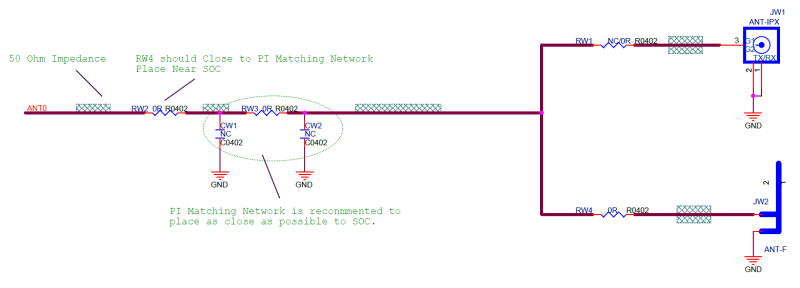 JW1
ANT-IPX
RW1 NC/0R R0402
3 G1
G2
TX/RX
2 1
GND
50 Ohm Impedance
RW4 should Close to PI Matching Network
Place Near SOC
ANT0
RW2 0R R0402
RW3 0R R0402
CW1
NC
C0402
CW2
NC
C0402
GND
GND
PI Matching Network is recommented to
place as close as possible to SOC.
RW4 0R R0402
2 1
JW2
ANT-F
GND